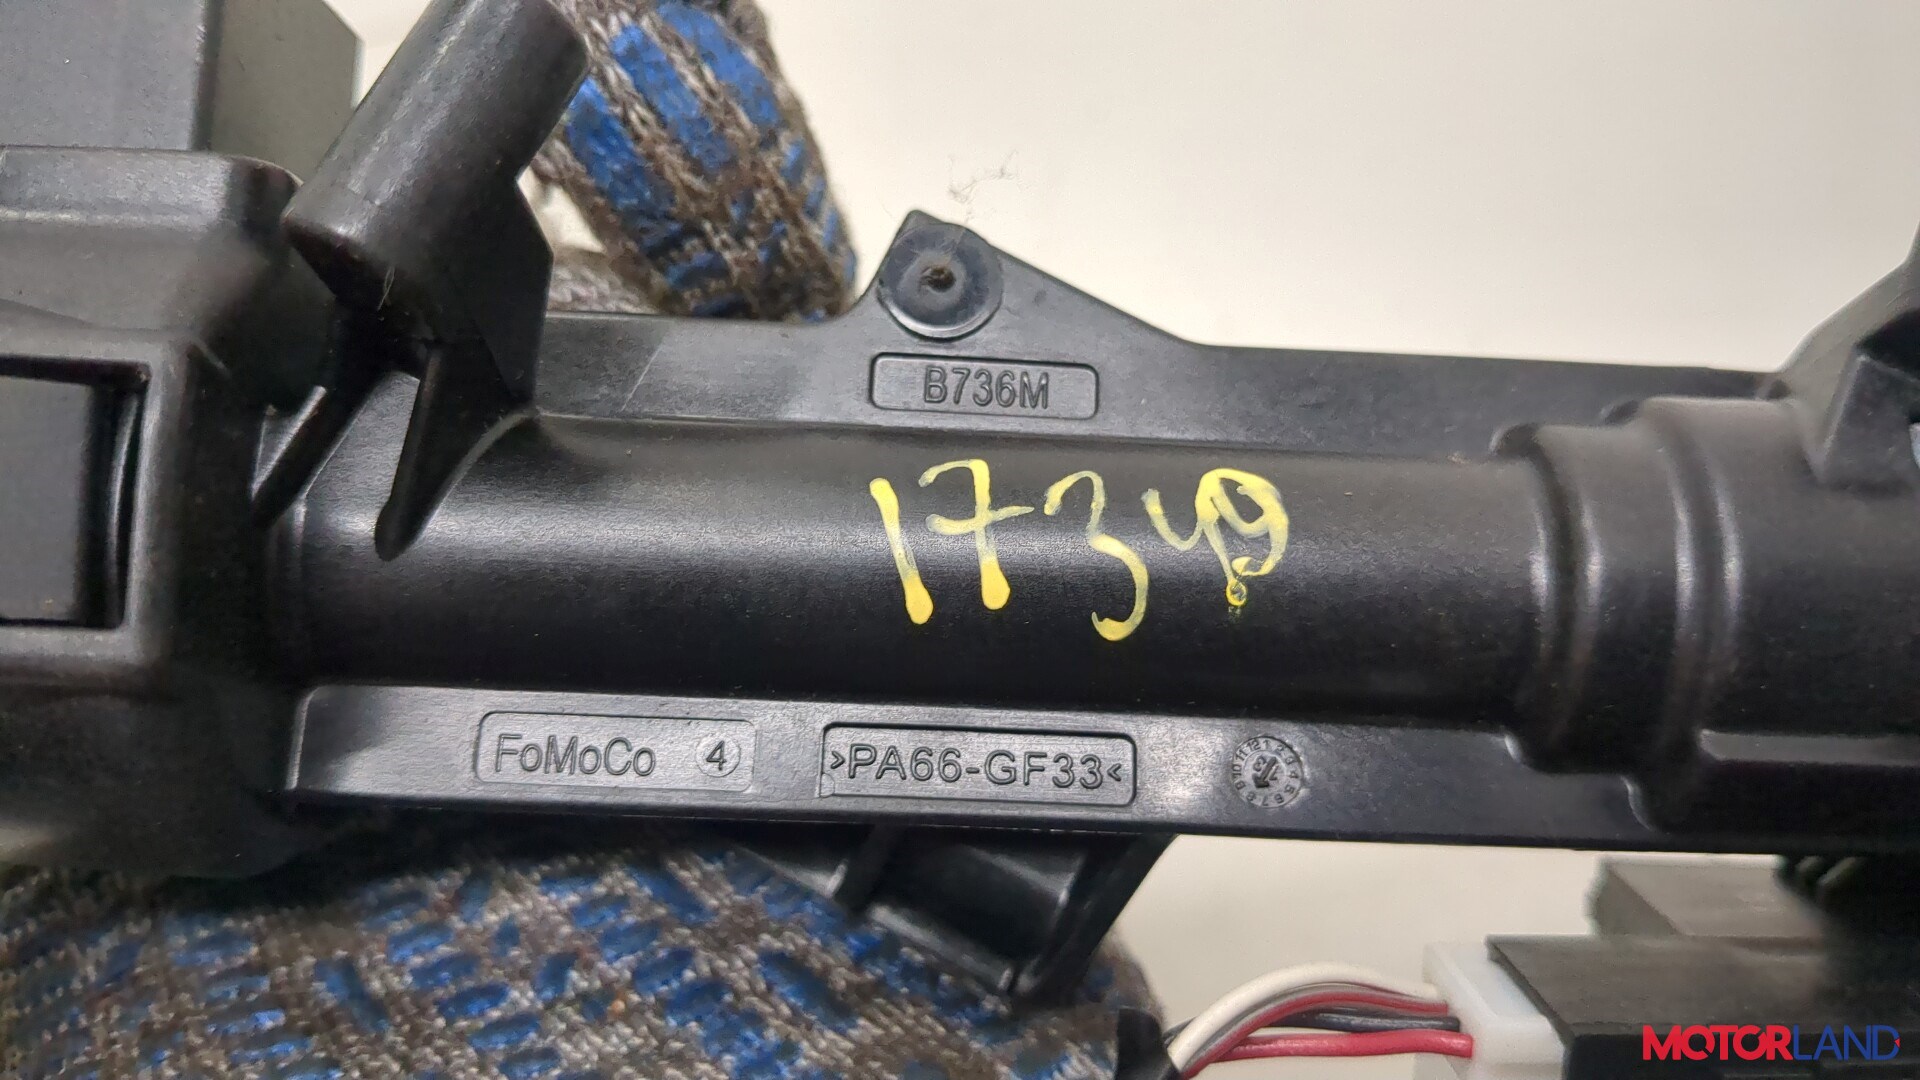 B736M
17349
FoMoCo 4
>PA66-GF33<
MOTORLAND